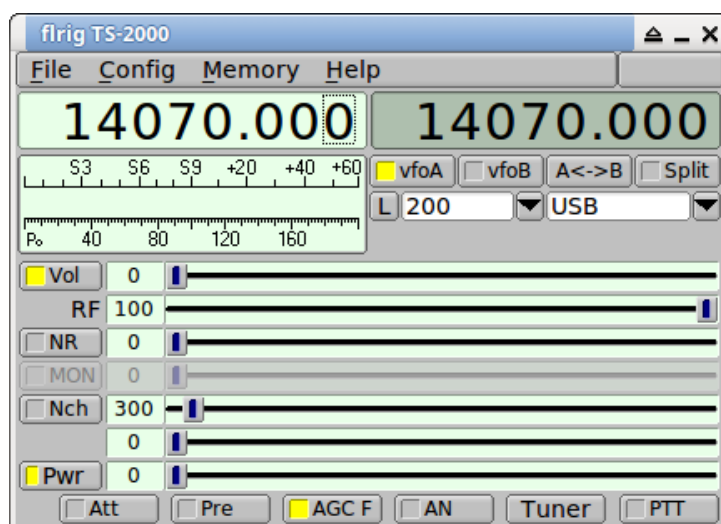 flrig TS-2000
File Config Memory Help
14070.000 14070.000
S3 S6 S9 +20 +40 +60
vfoA vfoB A<->B Split
L 200 USB
Po 40 80 120 160
Vol 0
RF 100
NR 0
MON 0
Nch 300
0
Pwr 0
Att Pre AGC F AN Tuner PTT